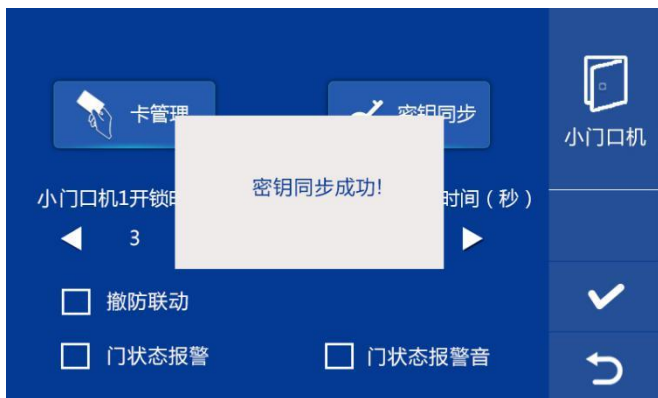 卡管理
密钥同步
小门口机
密钥同步成功!
小门口机1开锁
时间(秒)
3
撤防联动
门状态报警
门状态报警音